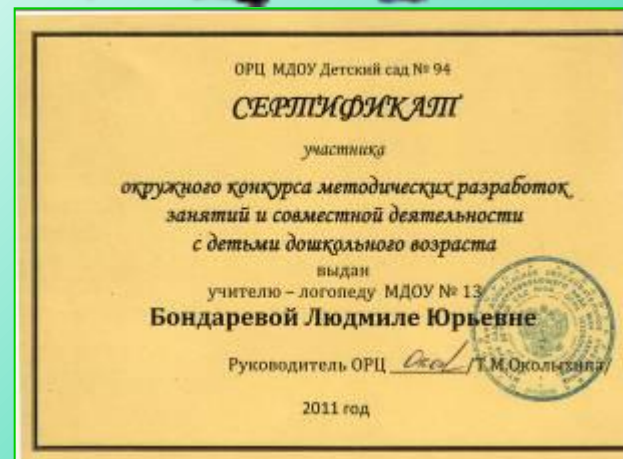 ОРЦ МДОУ Детский сад № 94
СЕРТИФИКАТ
участника
окружного конкурса методических разработок
занятий и совместной деятельности
с детьми дошкольного возраста
выдан
учителю – логопеду МДОУ № 13
Бондаревой Людмиле Юрьевне
Руководитель ОРЦ /Т.М.Околыхина/
2011 год